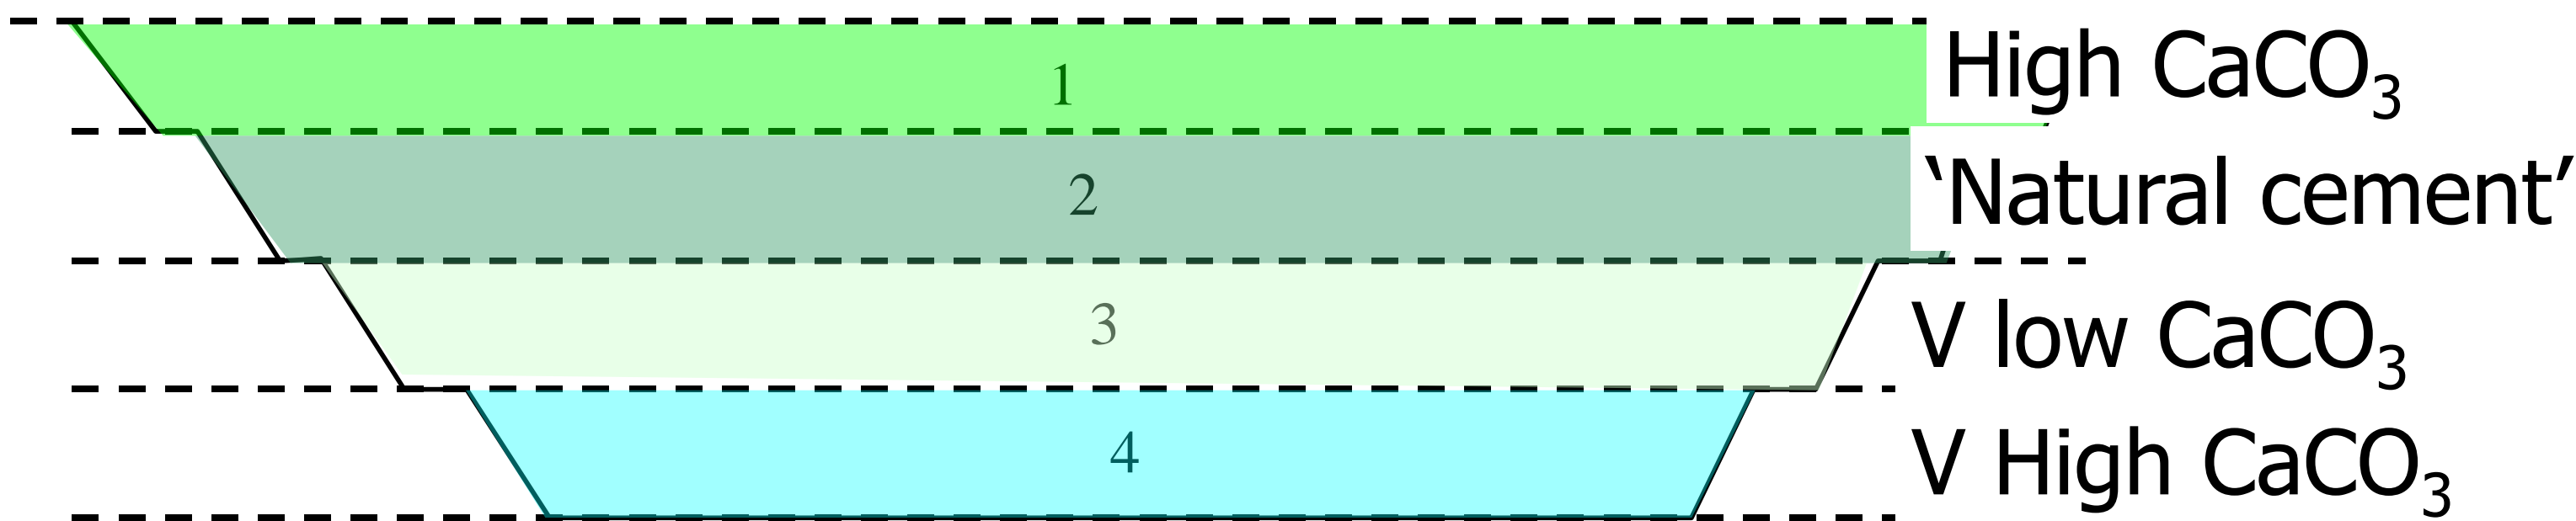 1 High CaCO₃
2 ‘Natural cement’
3 V low CaCO₃
4 V High CaCO₃